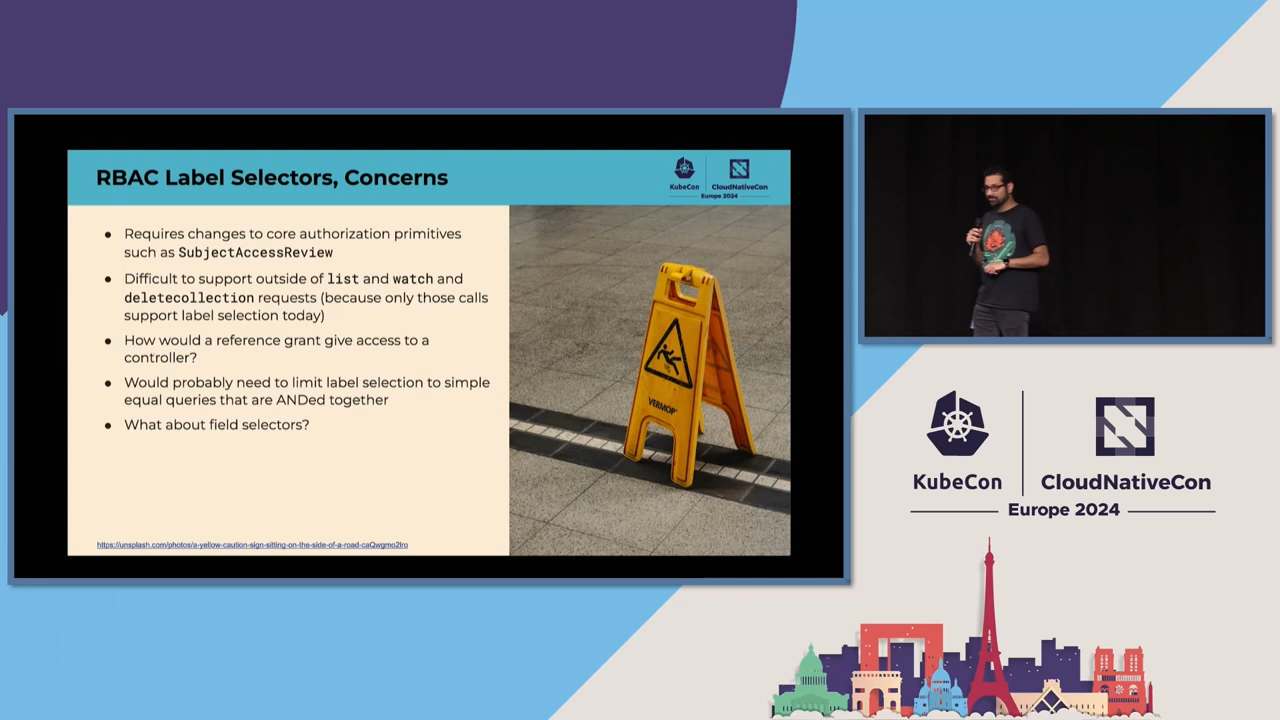 RBAC Label Selectors, Concerns
KubeCon
CloudNativeCon
Europe 2024
● Requires changes to core authorization primitives
such as SubjectAccessReview
● Difficult to support outside of list and watch and
deletecollection requests (because only those calls
support label selection today)
● How would a reference grant give access to a
controller?
● Would probably need to limit label selection to simple
equal queries that are ANDed together
● What about field selectors?
https://unsplash.com/photos/a-yellow-caution-sign-sitting-on-the-side-of-a-road-caQwgmo2Iro
VERMOP
KubeCon
CloudNativeCon
Europe 2024